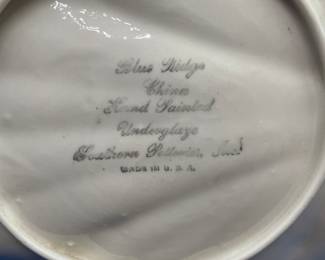 Blue Ridge
China
Hand Painted
Underglaze
Southern Potteries, Inc.
MADE IN U.S.A.